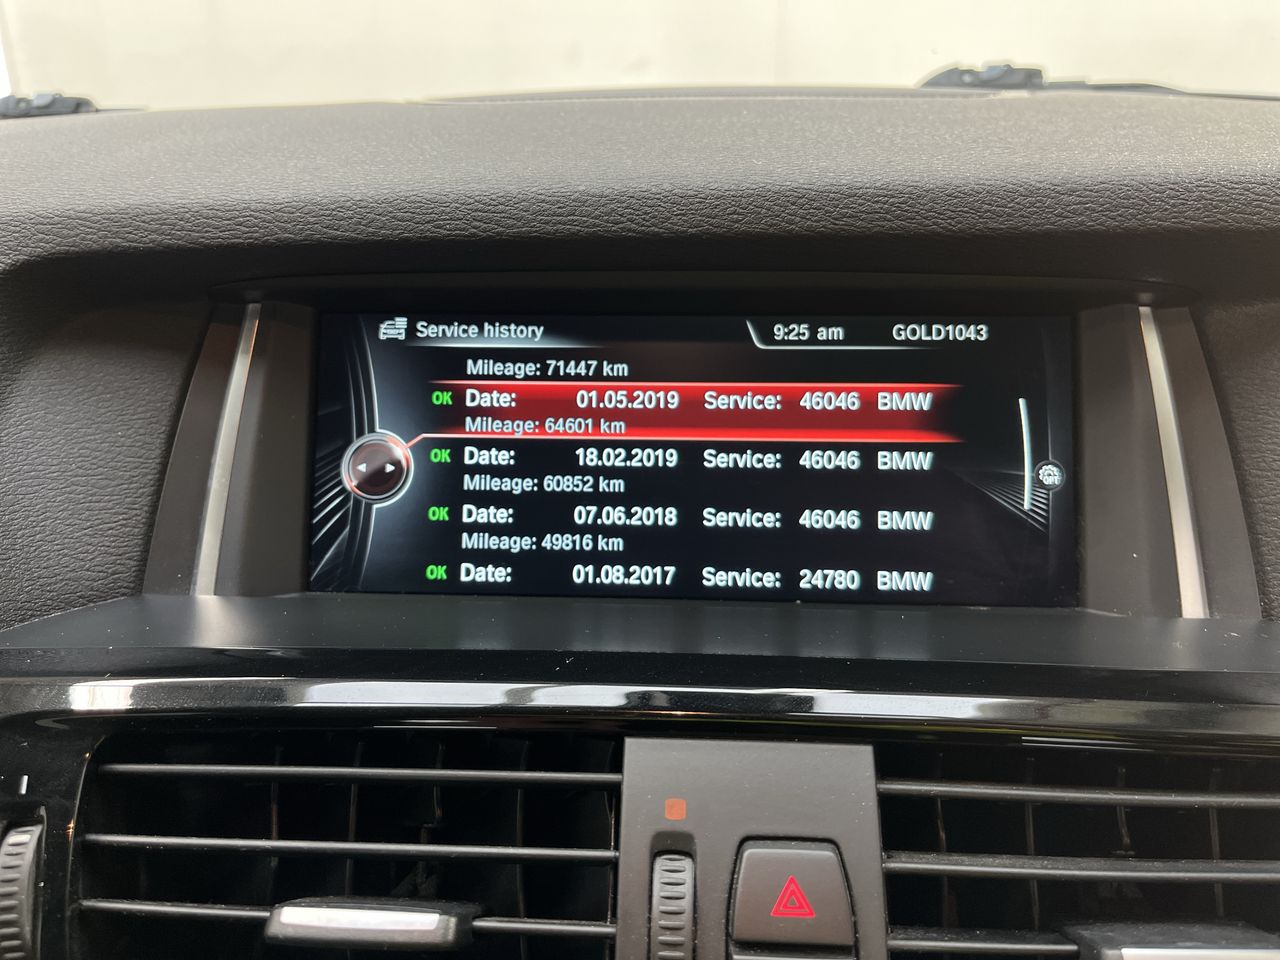 Service history 9:25 am GOLD1043
Mileage: 71447 km
OK Date: 01.05.2019 Service: 46046 BMW
Mileage: 64601 km
OK Date: 18.02.2019 Service: 46046 BMW
Mileage: 60852 km
OK Date: 07.06.2018 Service: 46046 BMW
Mileage: 49816 km
OK Date: 01.08.2017 Service: 24780 BMW
OPT